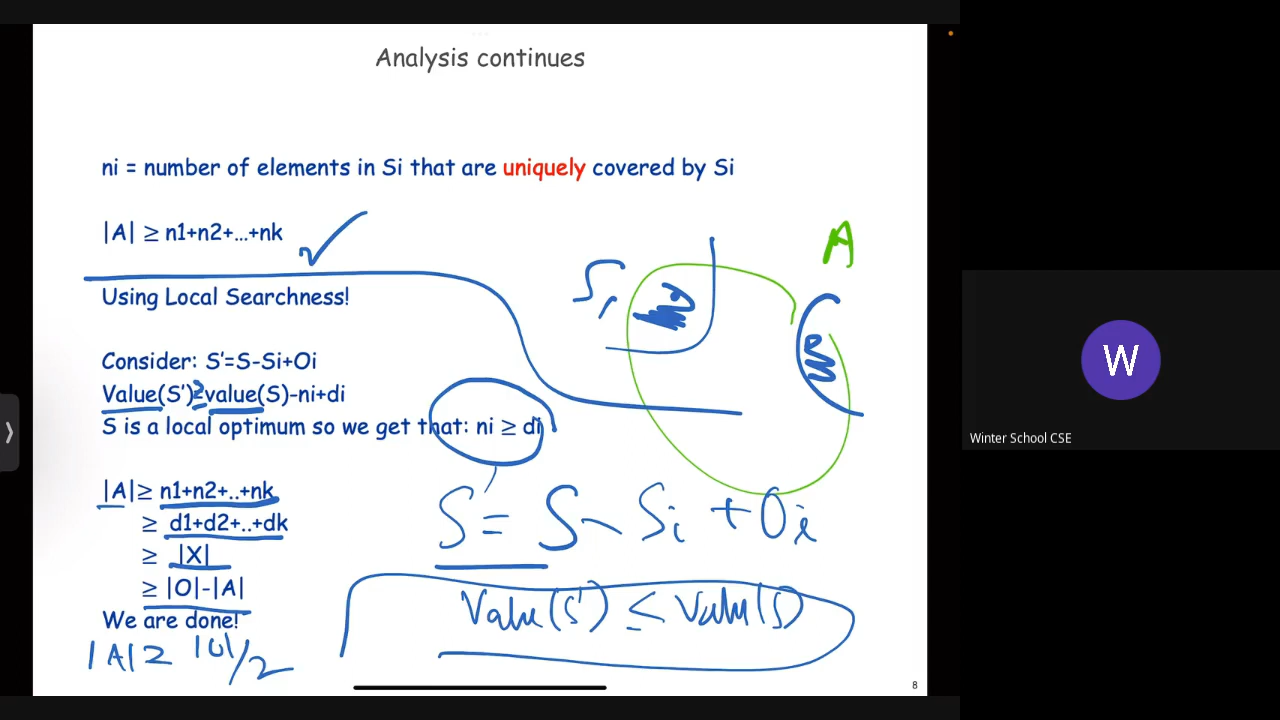 Analysis continues
ni = number of elements in Si that are uniquely covered by Si
|A| ≥ n1+n2+...+nk
A
S1
Using Local Searchness!
Consider: S'=S-Si+Oi
Value(S')≥value(S)-ni+di
S is a local optimum so we get that: ni ≥ di
|A|≥ n1+n2+..+nk
≥ d1+d2+..+dk
≥ |X|
≥ |O|-|A|
We are done!
|A| ≥ |O|/2
S' = S - Si + Oi
Value(S') ≤ Value(S)
8
W
Winter School CSE